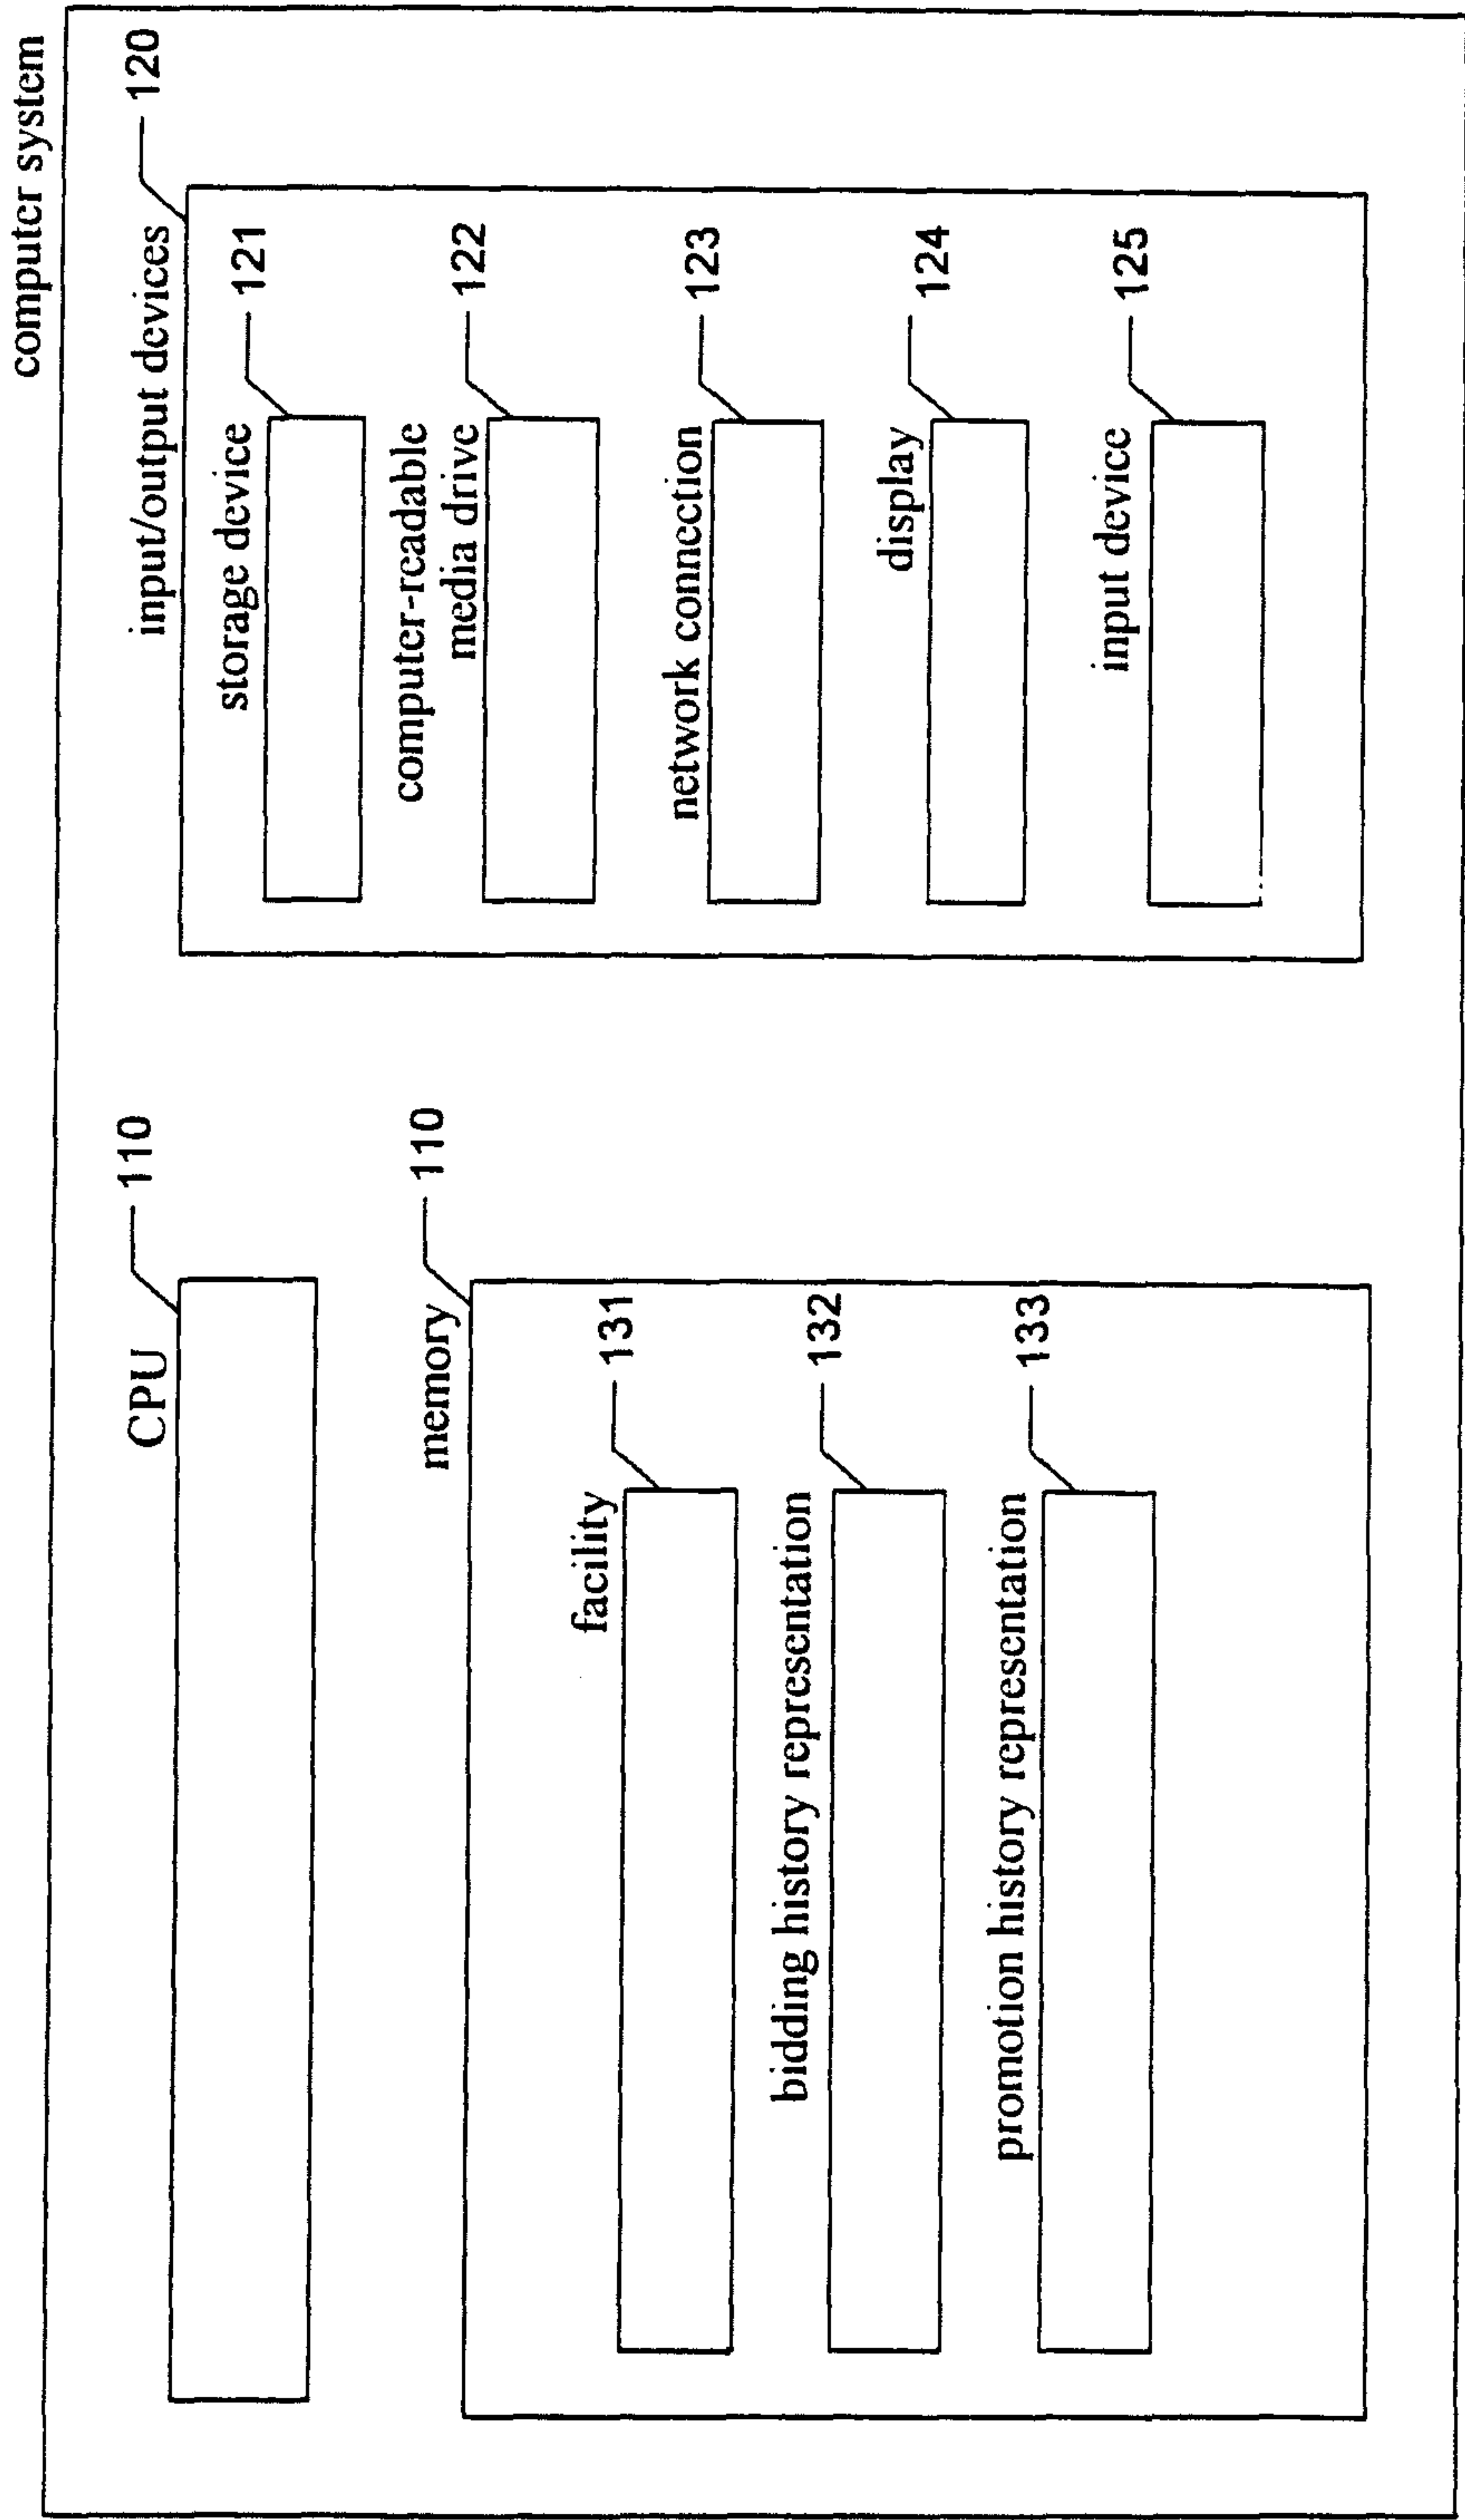 computer system
CPU
110
memory
110
facility
131
bidding history representation
132
promotion history representation
133
input/output devices
120
storage device
121
computer-readable
media drive
122
network connection
123
display
124
input device
125